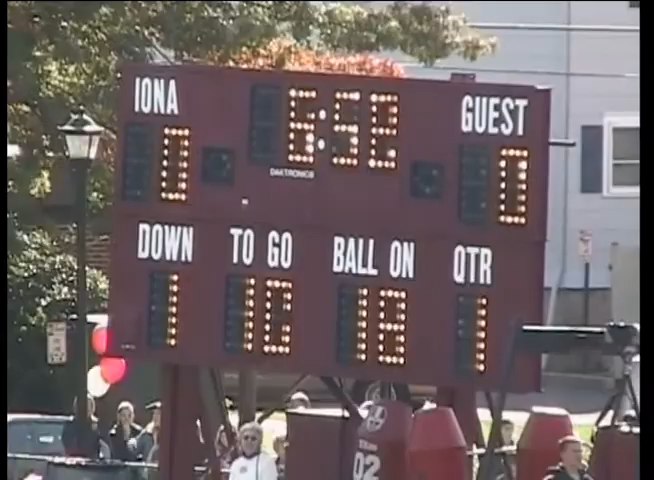 IONA GUEST
0 6:52 0
DAKTRONICS
DOWN TO GO BALL ON QTR
1 10 18 1
02